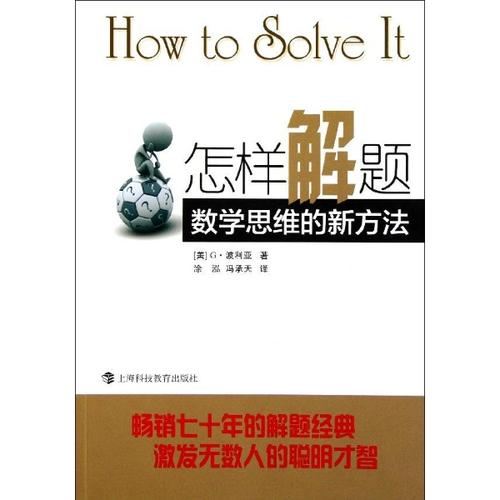 How to Solve It
怎样解题
数学思维的新方法
[美] G·波利亚 著
涂 泓 冯承天 译
上海科技教育出版社
畅销七十年的解题经典
激发无数人的聪明才智